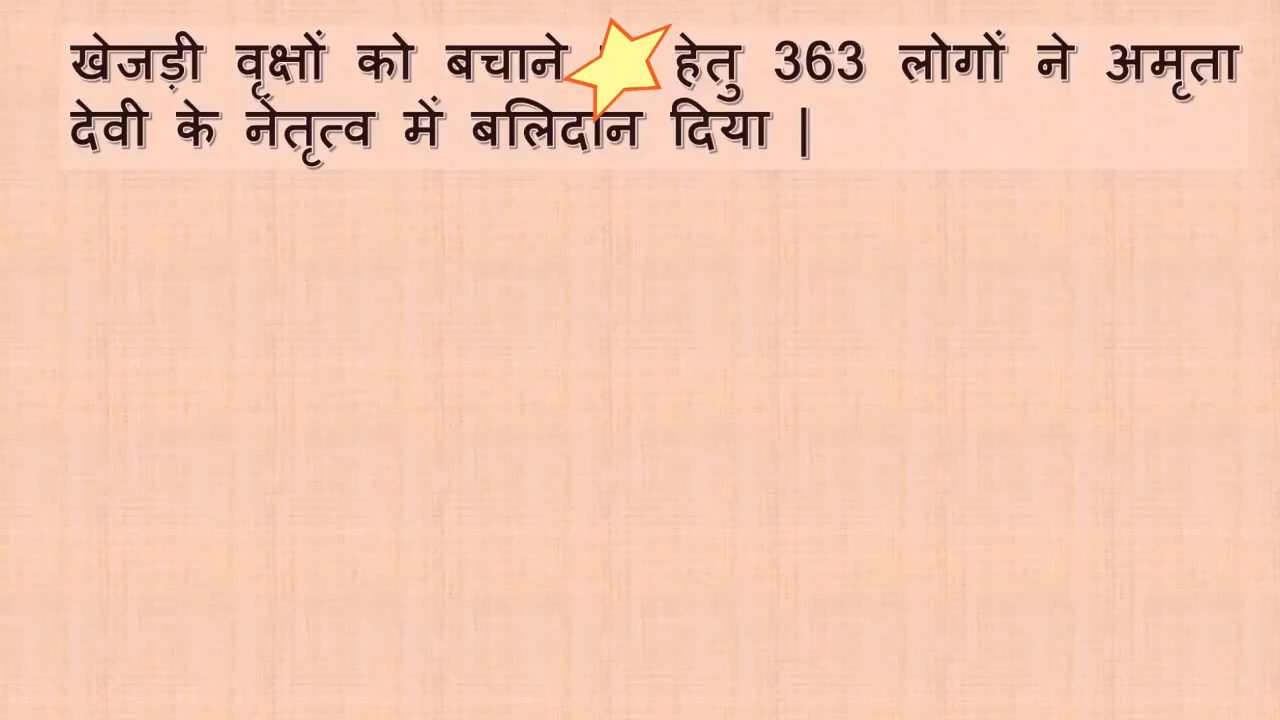 खेजड़ी वृक्षों को बचाने हेतु 363 लोगों ने अमृता
देवी के नेतृत्व में बलिदान दिया |